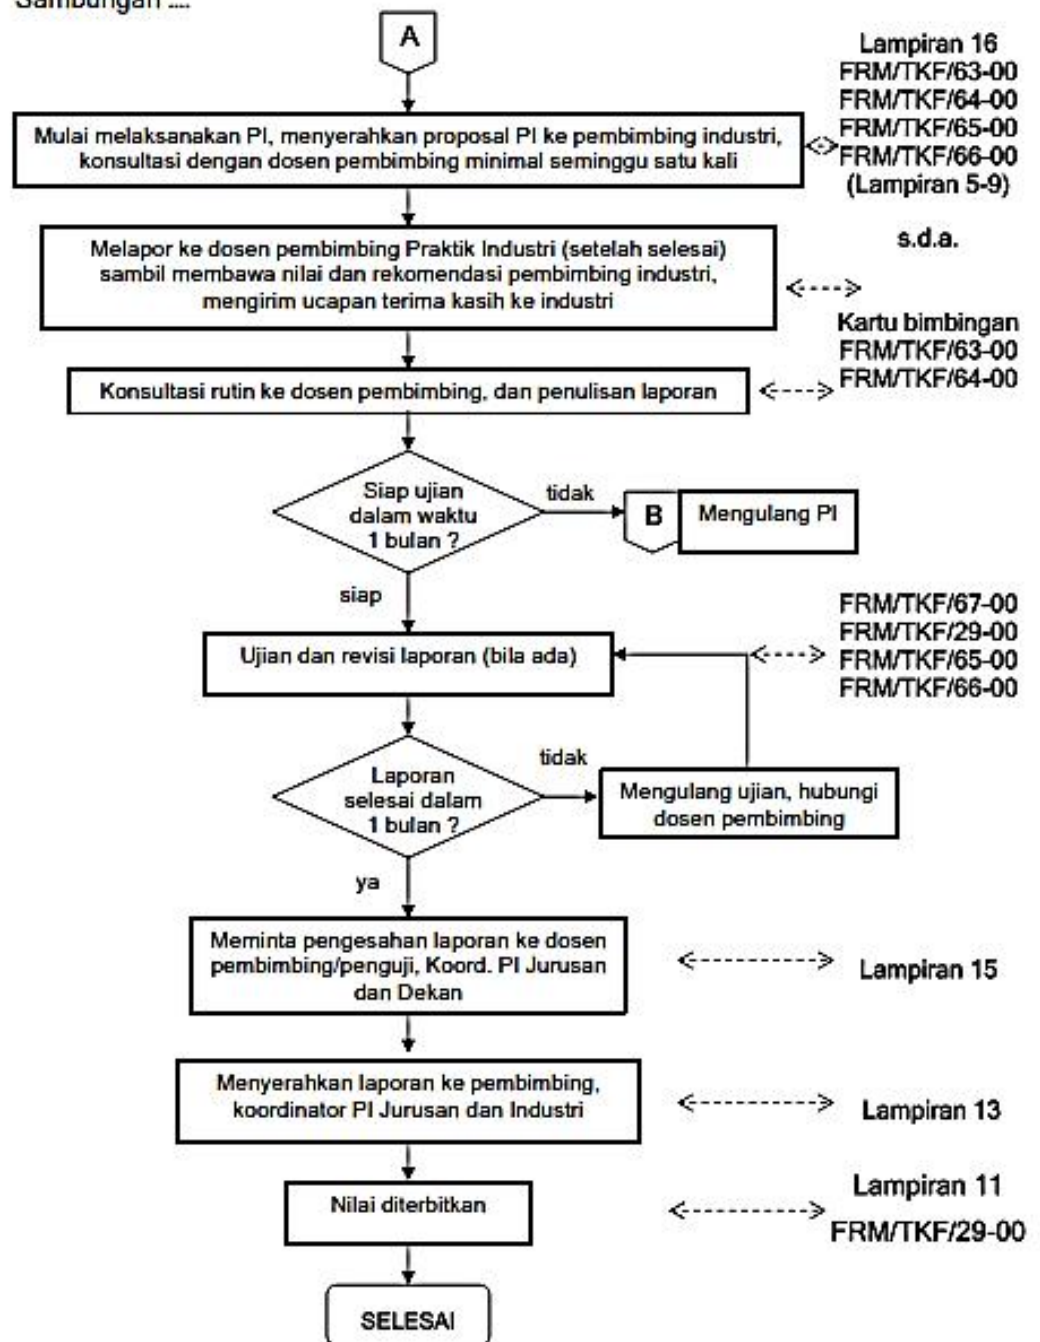 Sambungan ....
A
Lampiran 16
FRM/TKF/63-00
FRM/TKF/64-00
FRM/TKF/65-00
FRM/TKF/66-00
(Lampiran 5-9)
Mulai melaksanakan PI, menyerahkan proposal PI ke pembimbing industri,
konsultasi dengan dosen pembimbing minimal seminggu satu kali
s.d.a.
Melapor ke dosen pembimbing Praktik Industri (setelah selesai)
sambil membawa nilai dan rekomendasi pembimbing industri,
mengirim ucapan terima kasih ke industri
Kartu bimbingan
FRM/TKF/63-00
FRM/TKF/64-00
Konsultasi rutin ke dosen pembimbing, dan penulisan laporan
Siap ujian
dalam waktu
1 bulan ?
tidak
B
Mengulang PI
siap
FRM/TKF/67-00
FRM/TKF/29-00
FRM/TKF/65-00
FRM/TKF/66-00
Ujian dan revisi laporan (bila ada)
Laporan
selesai dalam
1 bulan ?
tidak
Mengulang ujian, hubungi
dosen pembimbing
ya
Meminta pengesahan laporan ke dosen
pembimbing/penguji, Koord. PI Jurusan
dan Dekan
Lampiran 15
Menyerahkan laporan ke pembimbing,
koordinator PI Jurusan dan Industri
Lampiran 13
Nilai diterbitkan
Lampiran 11
FRM/TKF/29-00
SELESAI